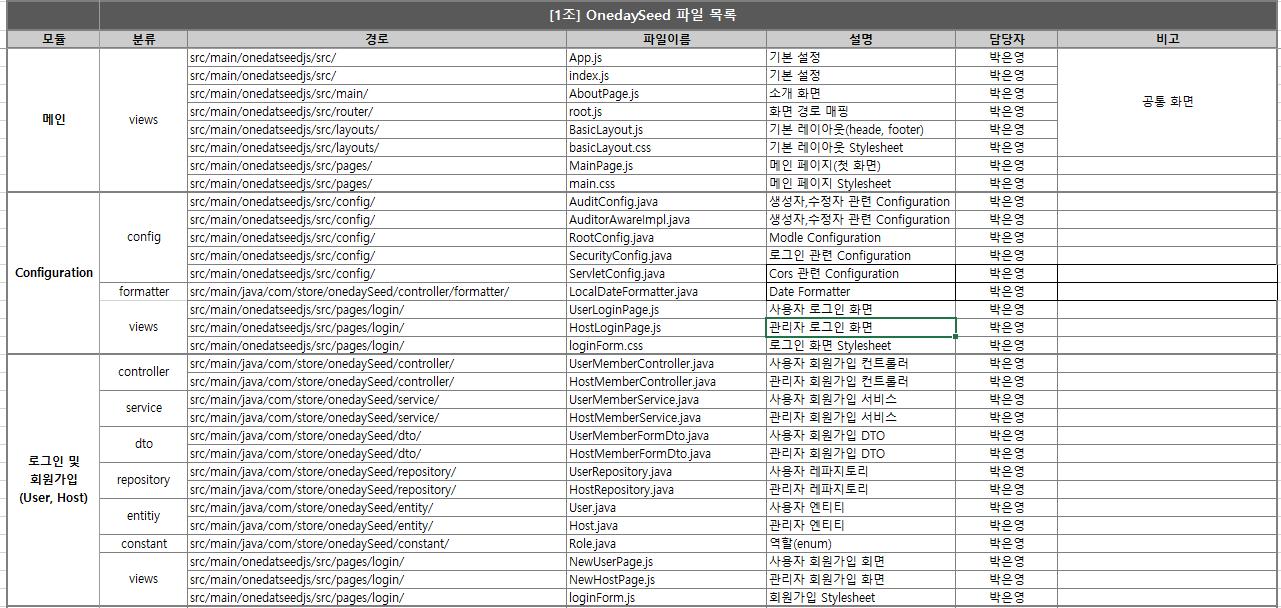 [1조] OnedaySeed 파일 목록
모듈 분류 경로 파일이름 설명 담당자 비고
메인 views src/main/onedatseedjs/src/ App.js 기본 설정 박은영 공통 화면
src/main/onedatseedjs/src/ index.js 기본 설정 박은영
src/main/onedatseedjs/src/main/ AboutPage.js 소개 화면 박은영
src/main/onedatseedjs/src/router/ root.js 화면 경로 매핑 박은영
src/main/onedatseedjs/src/layouts/ BasicLayout.js 기본 레이아웃(heade, footer) 박은영
src/main/onedatseedjs/src/layouts/ basicLayout.css 기본 레이아웃 Stylesheet 박은영
src/main/onedatseedjs/src/pages/ MainPage.js 메인 페이지(첫 화면) 박은영
src/main/onedatseedjs/src/pages/ main.css 메인 페이지 Stylesheet 박은영
Configuration config src/main/onedatseedjs/src/config/ AuditConfig.java 생성자,수정자 관련 Configuration 박은영
src/main/onedatseedjs/src/config/ AuditorAwareImpl.java 생성자,수정자 관련 Configuration 박은영
src/main/onedatseedjs/src/config/ RootConfig.java Modle Configuration 박은영
src/main/onedatseedjs/src/config/ SecurityConfig.java 로그인 관련 Configuration 박은영
src/main/onedatseedjs/src/config/ ServletConfig.java Cors 관련 Configuration 박은영
formatter src/main/java/com/store/onedaySeed/controller/formatter/ LocalDateFormatter.java Date Formatter 박은영
views src/main/onedatseedjs/src/pages/login/ UserLoginPage.js 사용자 로그인 화면 박은영
src/main/onedatseedjs/src/pages/login/ HostLoginPage.js 관리자 로그인 화면 박은영
src/main/onedatseedjs/src/pages/login/ loginForm.css 로그인 화면 Stylesheet 박은영
로그인 및
회원가입
(User, Host)
controller src/main/java/com/store/onedaySeed/controller/ UserMemberController.java 사용자 회원가입 컨트롤러 박은영
src/main/java/com/store/onedaySeed/controller/ HostMemberController.java 관리자 회원가입 컨트롤러 박은영
service src/main/java/com/store/onedaySeed/service/ UserMemberService.java 사용자 회원가입 서비스 박은영
src/main/java/com/store/onedaySeed/service/ HostMemberService.java 관리자 회원가입 서비스 박은영
dto src/main/java/com/store/onedaySeed/dto/ UserMemberFormDto.java 사용자 회원가입 DTO 박은영
src/main/java/com/store/onedaySeed/dto/ HostMemberFormDto.java 관리자 회원가입 DTO 박은영
repository src/main/java/com/store/onedaySeed/repository/ UserRepository.java 사용자 레파지토리 박은영
src/main/java/com/store/onedaySeed/repository/ HostRepository.java 관리자 레파지토리 박은영
entitiy src/main/java/com/store/onedaySeed/entity/ User.java 사용자 엔티티 박은영
src/main/java/com/store/onedaySeed/entity/ Host.java 관리자 엔티티 박은영
constant src/main/java/com/store/onedaySeed/constant/ Role.java 역할(enum) 박은영
views src/main/onedatseedjs/src/pages/login/ NewUserPage.js 사용자 회원가입 회면 박은영
src/main/onedatseedjs/src/pages/login/ NewHostPage.js 관리자 회원가입 화면 박은영
src/main/onedatseedjs/src/pages/login/ loginForm.js 회원가입 Stylesheet 박은영